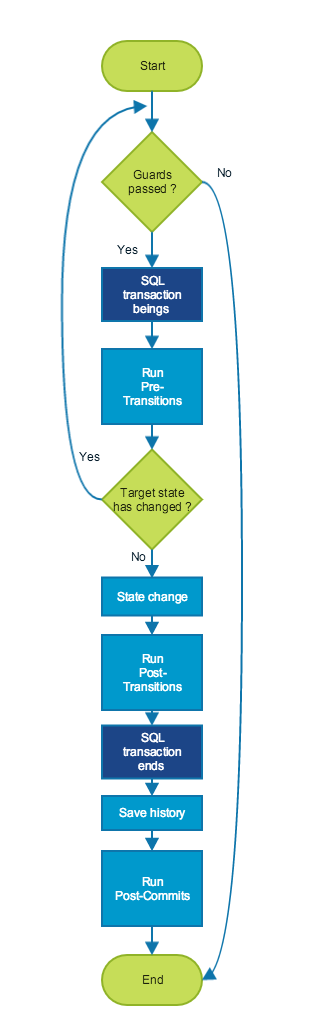 Start
Guards
passed ?
No
Yes
SQL
transaction
beings
Run
Pre-
Transitions
Target state
has changed ?
Yes
No
State change
Run
Post-
Transitions
SQL
transaction
ends
Save history
Run
Post-Commits
End